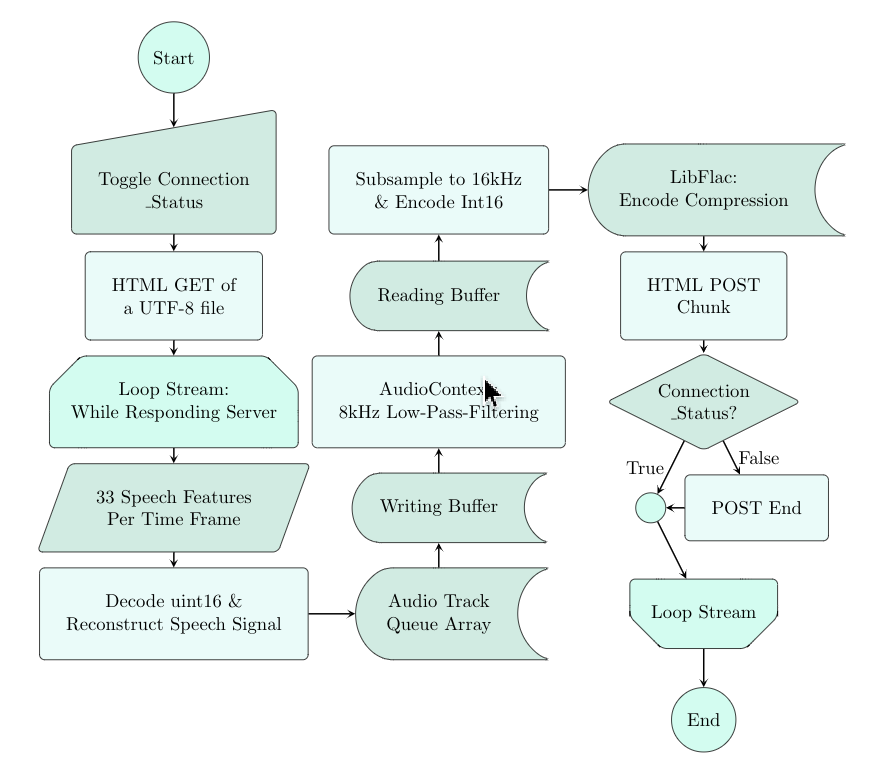 Start
Toggle Connection
_Status
HTML GET of
a UTF-8 file
Loop Stream:
While Responding Server
33 Speech Features
Per Time Frame
Decode uint16 &
Reconstruct Speech Signal
Audio Track
Queue Array
Writing Buffer
AudioContext:
8kHz Low-Pass-Filtering
Reading Buffer
Subsample to 16kHz
& Encode Int16
LibFlac:
Encode Compression
HTML POST
Chunk
Connection
_Status?
True
False
POST End
Loop Stream
End